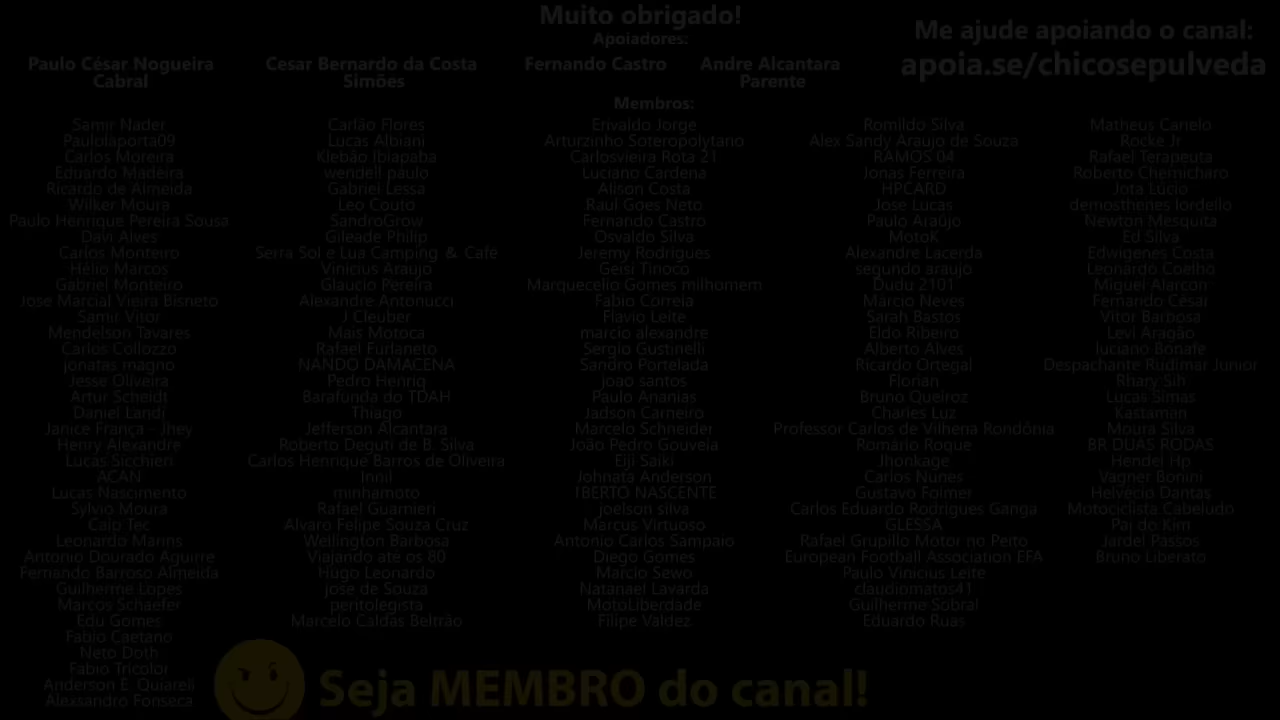 Muito obrigado!
Apoiadores:
Me ajude apoiando o canal:
apoia.se/chicosepulveda
Paulo César Nogueira
Cabral
Cesar Bernardo da Costa
Simões
Fernando Castro
Andre Alcantara
Parente
Membros:
Samir Nader
Paulolaporta09
Carlos Moreira
Eduardo Madeira
Ricardo de Almeida
Wilker Moura
Paulo Henrique Pereira Sousa
Davi Alves
Carlos Monteiro
Hélio Marcos
Gabriel Monteiro
Jose Marcial Vieira Bisneto
Samir Vitor
Mendelson Tavares
Carlos Collozzo
jonatas magno
Jesse Oliveira
Artur Scheidt
Daniel Landi
Janice França - Jhey
Henry Alexandre
Lucas Sicchieri
ACAN
Lucas Nascimento
Sylvio Moura
Caio Tec
Leonardo Marins
Antonio Dourado Aguirre
Fernando Barroso Almeida
Guilherme Lopes
Marcos Schaefer
Edu Gomes
Fabio Caetano
Neto Doth
Fabio Tricolor
Anderson E. Quiareli
Alexsandro Fonseca
Carlão Flores
Lucas Albiani
Klebão Ibiapaba
wendell paulo
Gabriel Lessa
Leo Couto
SandroGrow
Gileade Philip
Serra Sol e Lua Camping & Cafe
Vinicius Araujo
Glaucio Pereira
Alexandre Antonucci
J Cleuber
Mais Motoca
Rafael Furlaneto
NANDO DAMACENA
Pedro Henriq
Barafunda do TDAH
Thiago
Jefferson Alcantara
Roberto Deguti de B. Silva
Carlos Henrique Barros de Oliveira
Innil
minhamoto
Rafael Guarnieri
Alvaro Felipe Souza Cruz
Wellington Barbosa
Viajando até os 80
Hugo Leonardo
jose de Souza
peritolegista
Marcelo Caldas Beltrão
Erivaldo Jorge
Arturzinho Soteropolytano
Carlosvieira Rota 21
Luciano Cardena
Alison Costa
Raul Goes Neto
Fernando Castro
Osvaldo Silva
Jeremy Rodrigues
Geisi Tinoco
Marquecelio Gomes milhomem
Fabio Correia
Flavio Leite
marcio alexandre
Sergio Gustinelli
Sandro Portelada
joao santos
Paulo Ananias
Jadson Carneiro
Marcelo Schneider
João Pedro Gouvela
Eiji Saiki
Johnata Anderson
IBERTO NASCENTE
joelson silva
Marcus Virtuoso
Antonio Carlos Sampaio
Diego Gomes
Marcio Sewo
Natanael Lavarda
MotoLiberdade
Filipe Valdez
Romildo Silva
Alex Sandy Araujo de Souza
RAMOS 04
Jonas Ferreira
HPCARD
Jose Lucas
Paulo Araújo
MotoK
Alexandre Lacerda
segundo araujo
Dudu 2101
Marcio Neves
Sarah Bastos
Eldo Ribeiro
Alberto Alves
Ricardo Ortegal
Florian
Bruno Queiroz
Charles Luz
Professor Carlos de Vilhena Rondônia
Romário Roque
Jhonkage
Carlos Nunes
Gustavo Folmer
Carlos Eduardo Rodrigues Ganga
GLESSA
Rafael Grupillo Motor no Peito
European Football Association EFA
Paulo Vinicius Leite
claudiomatos41
Guilherme Sobral
Eduardo Ruas
Matheus Canelo
Rocke Jr
Rafael Terapeuta
Roberto Chernicharo
Jota Lúcio
demosthenes lordello
Newton Mesquita
Ed Silva
Edwigenes Costa
Leonardo Coelho
Miguel Alarcon
Fernando César
Vitor Barbosa
Levi Aragão
luciano Bonafe
Despachante Rudimar Junior
Rhary Sih
Lucas Simas
Kastaman
Moura Silva
BR DUAS RODAS
Hendel Hp
Vagner Bonini
Helvécio Dantas
Motociclista Cabeludo
Pai do Kim
Jardel Passos
Bruno Liberato
Seja MEMBRO do canal!